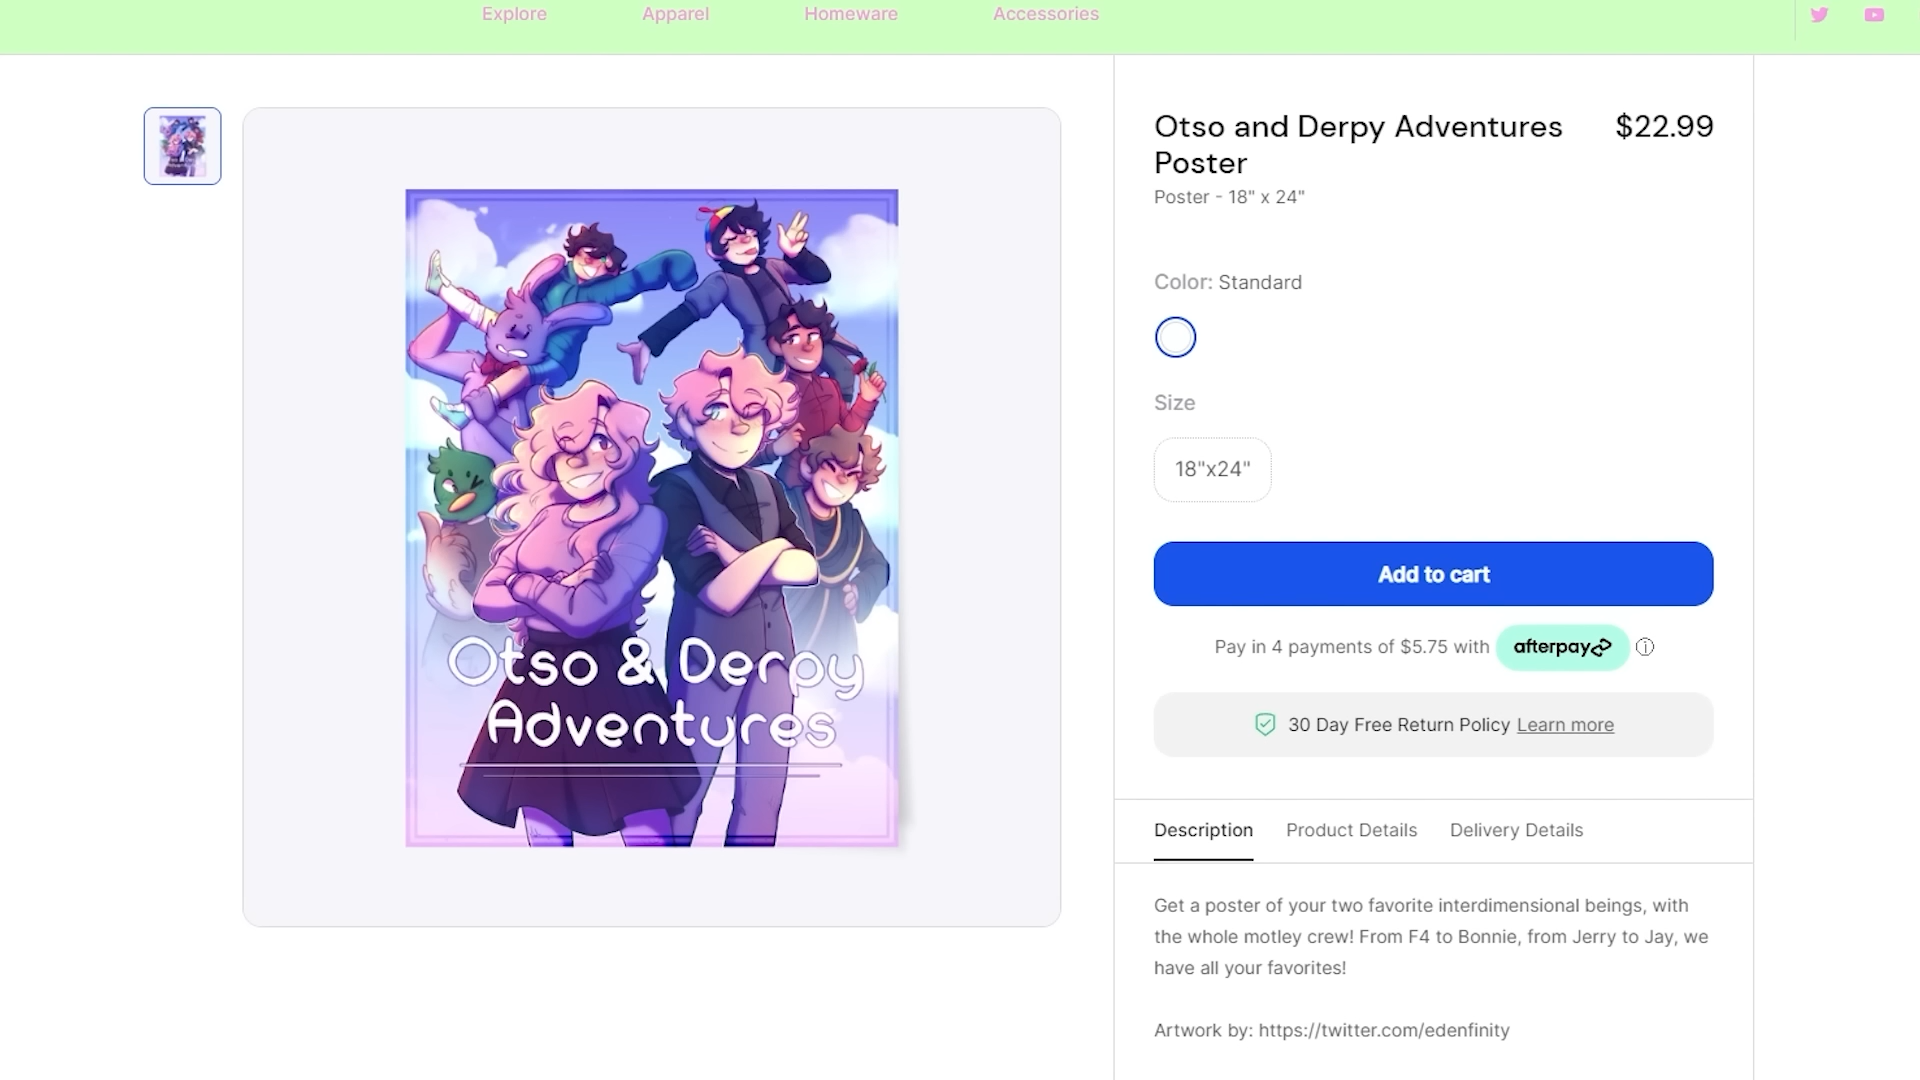 Explore Apparel Homeware Accessories
Otso & Derpy
Adventures
Otso and Derpy Adventures
Poster
$22.99
Poster - 18" x 24"
Color: Standard
Size
18"x24"
Add to cart
Pay in 4 payments of $5.75 with afterpay
30 Day Free Return Policy Learn more
Description Product Details Delivery Details
Get a poster of your two favorite interdimensional beings, with
the whole motley crew! From F4 to Bonnie, from Jerry to Jay, we
have all your favorites!
Artwork by: https://twitter.com/edenfinity